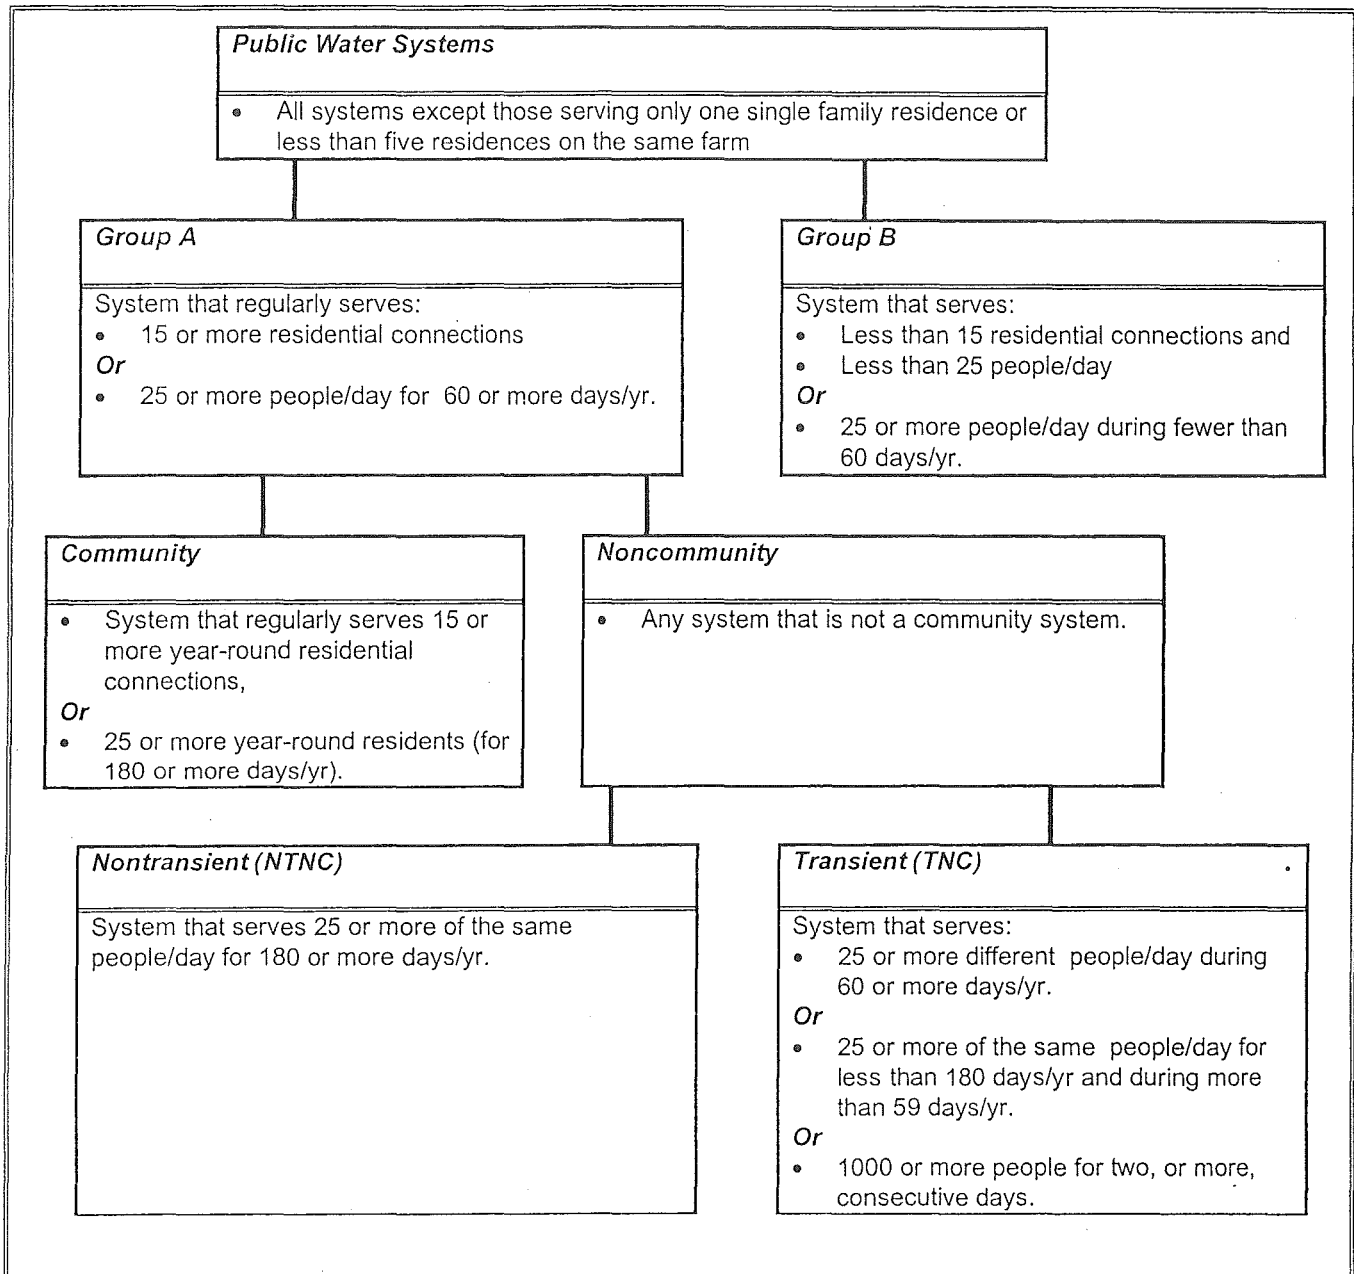 Public Water Systems
• All systems except those serving only one single family residence or
less than five residences on the same farm
Group A
System that regularly serves:
• 15 or more residential connections
Or
• 25 or more people/day for 60 or more days/yr.
Group B
System that serves:
• Less than 15 residential connections and
• Less than 25 people/day
Or
• 25 or more people/day during fewer than
60 days/yr.
Community
• System that regularly serves 15 or
more year-round residential
connections,
Or
• 25 or more year-round residents (for
180 or more days/yr).
Noncommunity
• Any system that is not a community system.
Nontransient (NTNC)
System that serves 25 or more of the same
people/day for 180 or more days/yr.
Transient (TNC)
System that serves:
• 25 or more different people/day during
60 or more days/yr.
Or
• 25 or more of the same people/day for
less than 180 days/yr and during more
than 59 days/yr.
Or
• 1000 or more people for two, or more,
consecutive days.